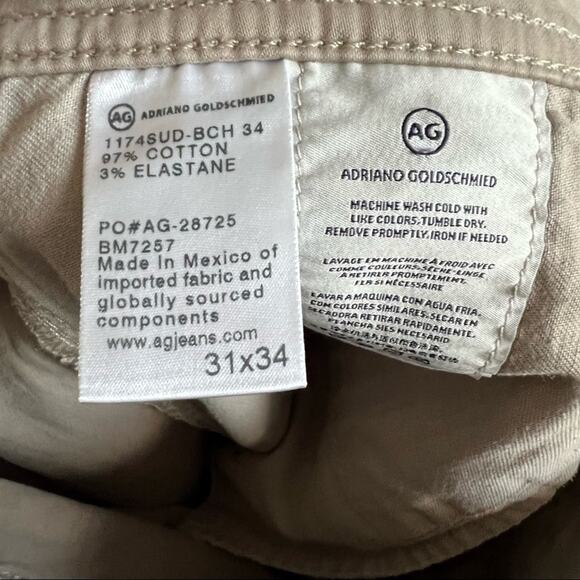 AG ADRIANO GOLDSCHMIED
1174SUD-BCH 34
97% COTTON
3% ELASTANE
PO#AG-28725
BM7257
Made In Mexico of
imported fabric and
globally sourced
components
www.agjeans.com
31x34
AG
ADRIANO GOLDSCHMIED
MACHINE WASH COLD WITH
LIKE COLORS. TUMBLE DRY.
REMOVE PROMPTLY. IRON IF NEEDED
LAVAGE EN MACHINE A FROID AVEC
COMME COULEURS. SECHE-LINGE
A RETIRER PROMPTEMENT.
FER SI NECESSAIRE
LAVAR A MAQUINA CON AGUA FRIA,
COM COLORES SIMILARES. SECAR EN
SECADORA RETIRAR RAPIDAMENTE.
PLANCHA SIES NECESARIO